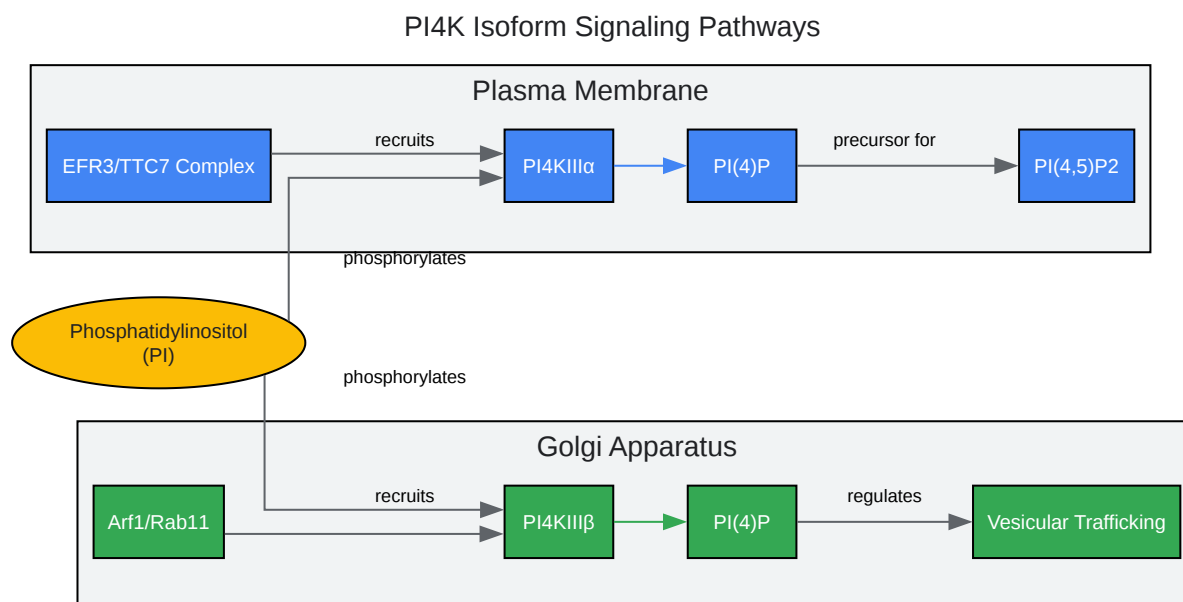 PI4K Isoform Signaling Pathways
Plasma Membrane
EFR3/TTC7 Complex
recruits
PI4KIIIα
PI(4)P
precursor for
PI(4,5)P2
phosphorylates
Phosphatidylinositol
(PI)
phosphorylates
Golgi Apparatus
Arf1/Rab11
recruits
PI4KIIIβ
PI(4)P
regulates
Vesicular Trafficking